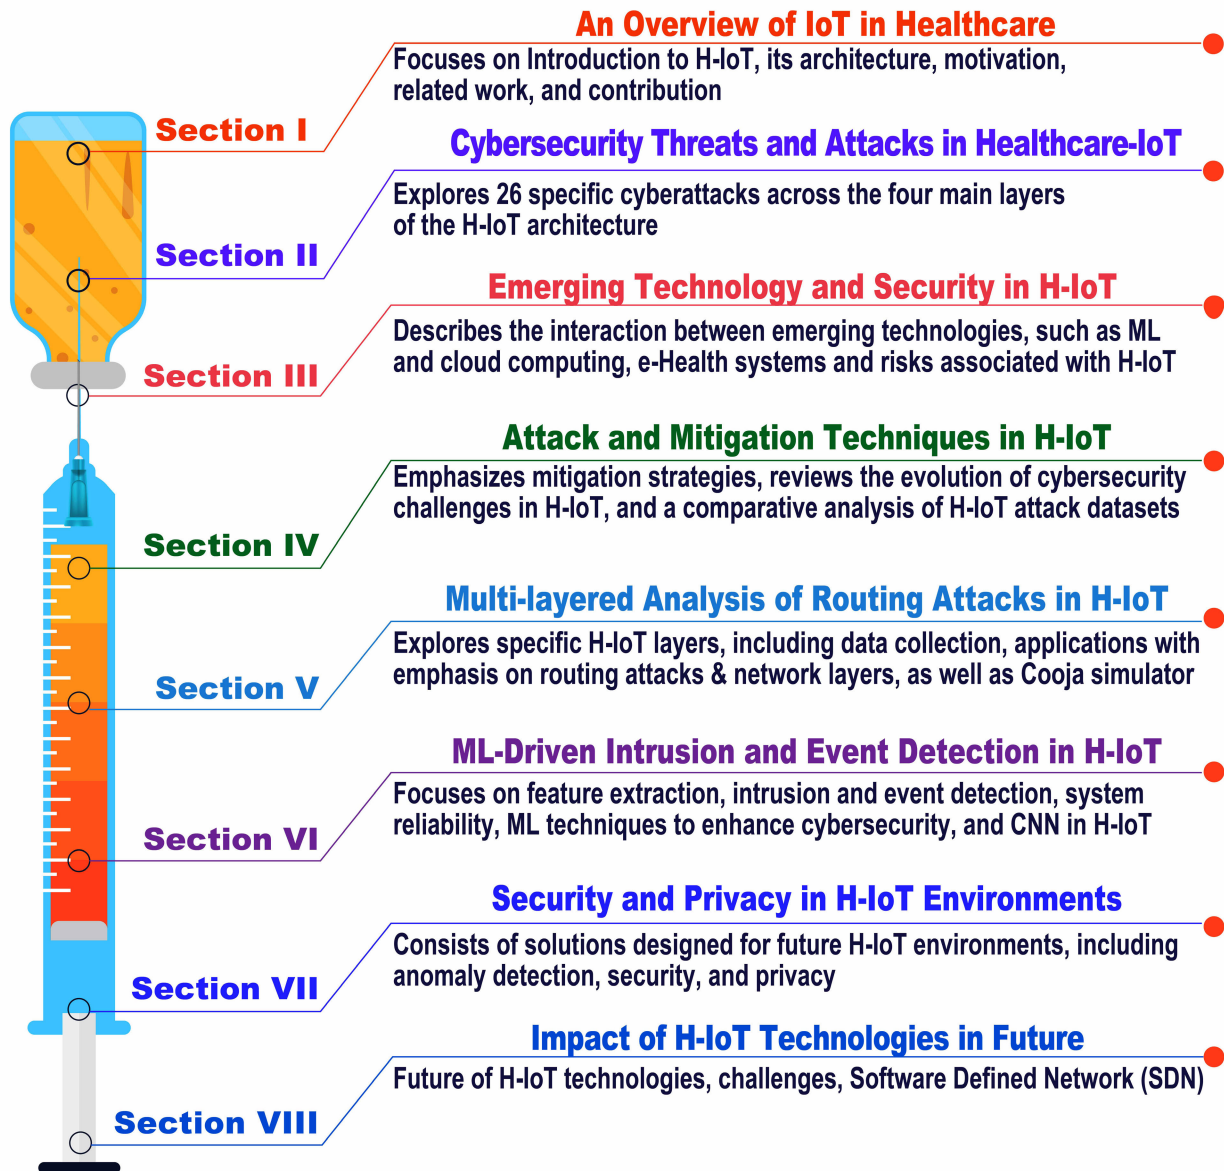 An Overview of IoT in Healthcare
Focuses on Introduction to H-IoT, its architecture, motivation,
related work, and contribution
Section I
Cybersecurity Threats and Attacks in Healthcare-IoT
Explores 26 specific cyberattacks across the four main layers
of the H-IoT architecture
Section II
Emerging Technology and Security in H-IoT
Describes the interaction between emerging technologies, such as ML
and cloud computing, e-Health systems and risks associated with H-IoT
Section III
Attack and Mitigation Techniques in H-IoT
Emphasizes mitigation strategies, reviews the evolution of cybersecurity
challenges in H-IoT, and a comparative analysis of H-IoT attack datasets
Section IV
Multi-layered Analysis of Routing Attacks in H-IoT
Explores specific H-IoT layers, including data collection, applications with
emphasis on routing attacks & network layers, as well as Cooja simulator
Section V
ML-Driven Intrusion and Event Detection in H-IoT
Focuses on feature extraction, intrusion and event detection, system
reliability, ML techniques to enhance cybersecurity, and CNN in H-IoT
Section VI
Security and Privacy in H-IoT Environments
Consists of solutions designed for future H-IoT environments, including
anomaly detection, security, and privacy
Section VII
Impact of H-IoT Technologies in Future
Future of H-IoT technologies, challenges, Software Defined Network (SDN)
Section VIII